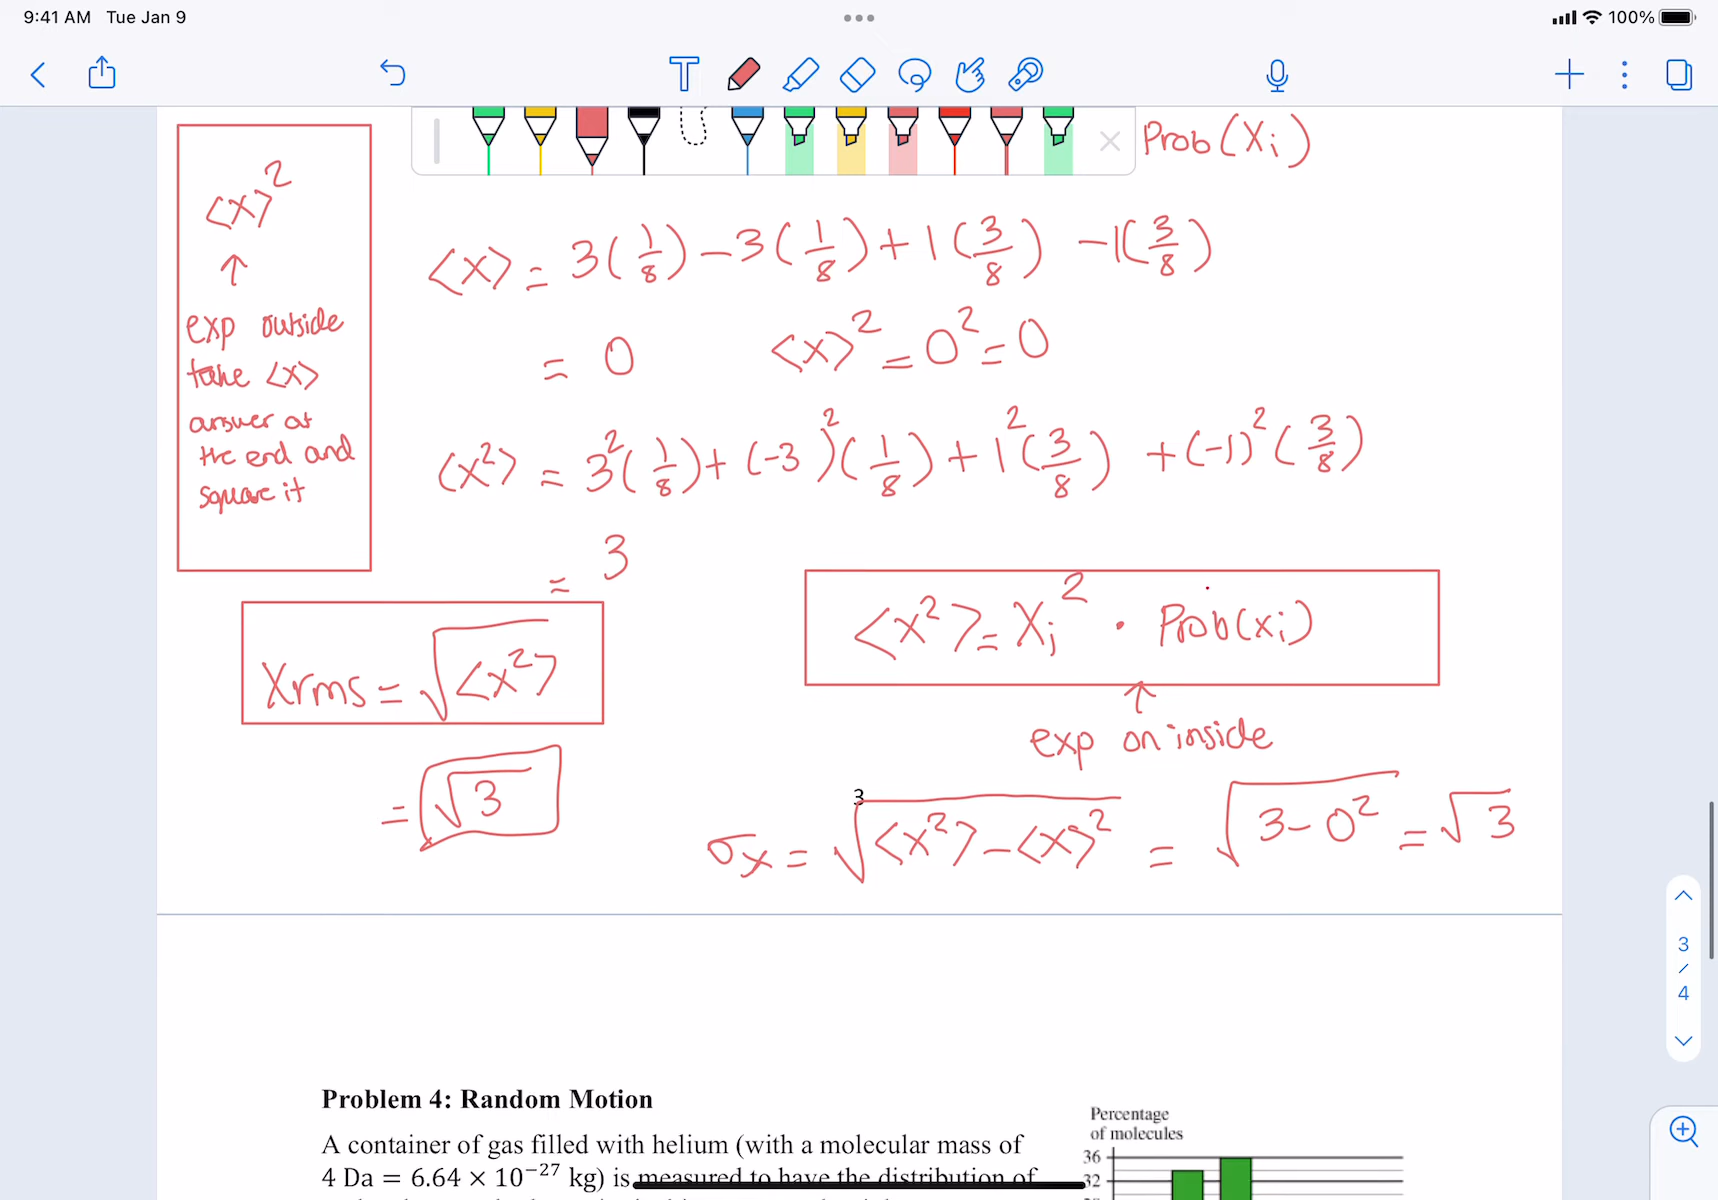 9:41 AM Tue Jan 9
100%
Prob(Xi)
<x>²
↑
exp outside
take <x>
answer at
the end and
square it
<x> = 3(1/8) - 3(1/8) + 1(3/8) - 1(3/8)
= 0 <x>² = 0² = 0
<x²> = 3²(1/8) + (-3)²(1/8) + 1²(3/8) + (-1)²(3/8)
= 3
<x²> = Xi² · Prob(xi)
↑
exp on inside
Xrms = √<x²>
= √3
3
σx = √<x²> - <x>² = √3 - 0² = √3
3
/
4
Problem 4: Random Motion
A container of gas filled with helium (with a molecular mass of
4 Da = 6.64 × 10⁻²⁷ kg) is measured to have the distribution of
Percentage
of molecules
36
32